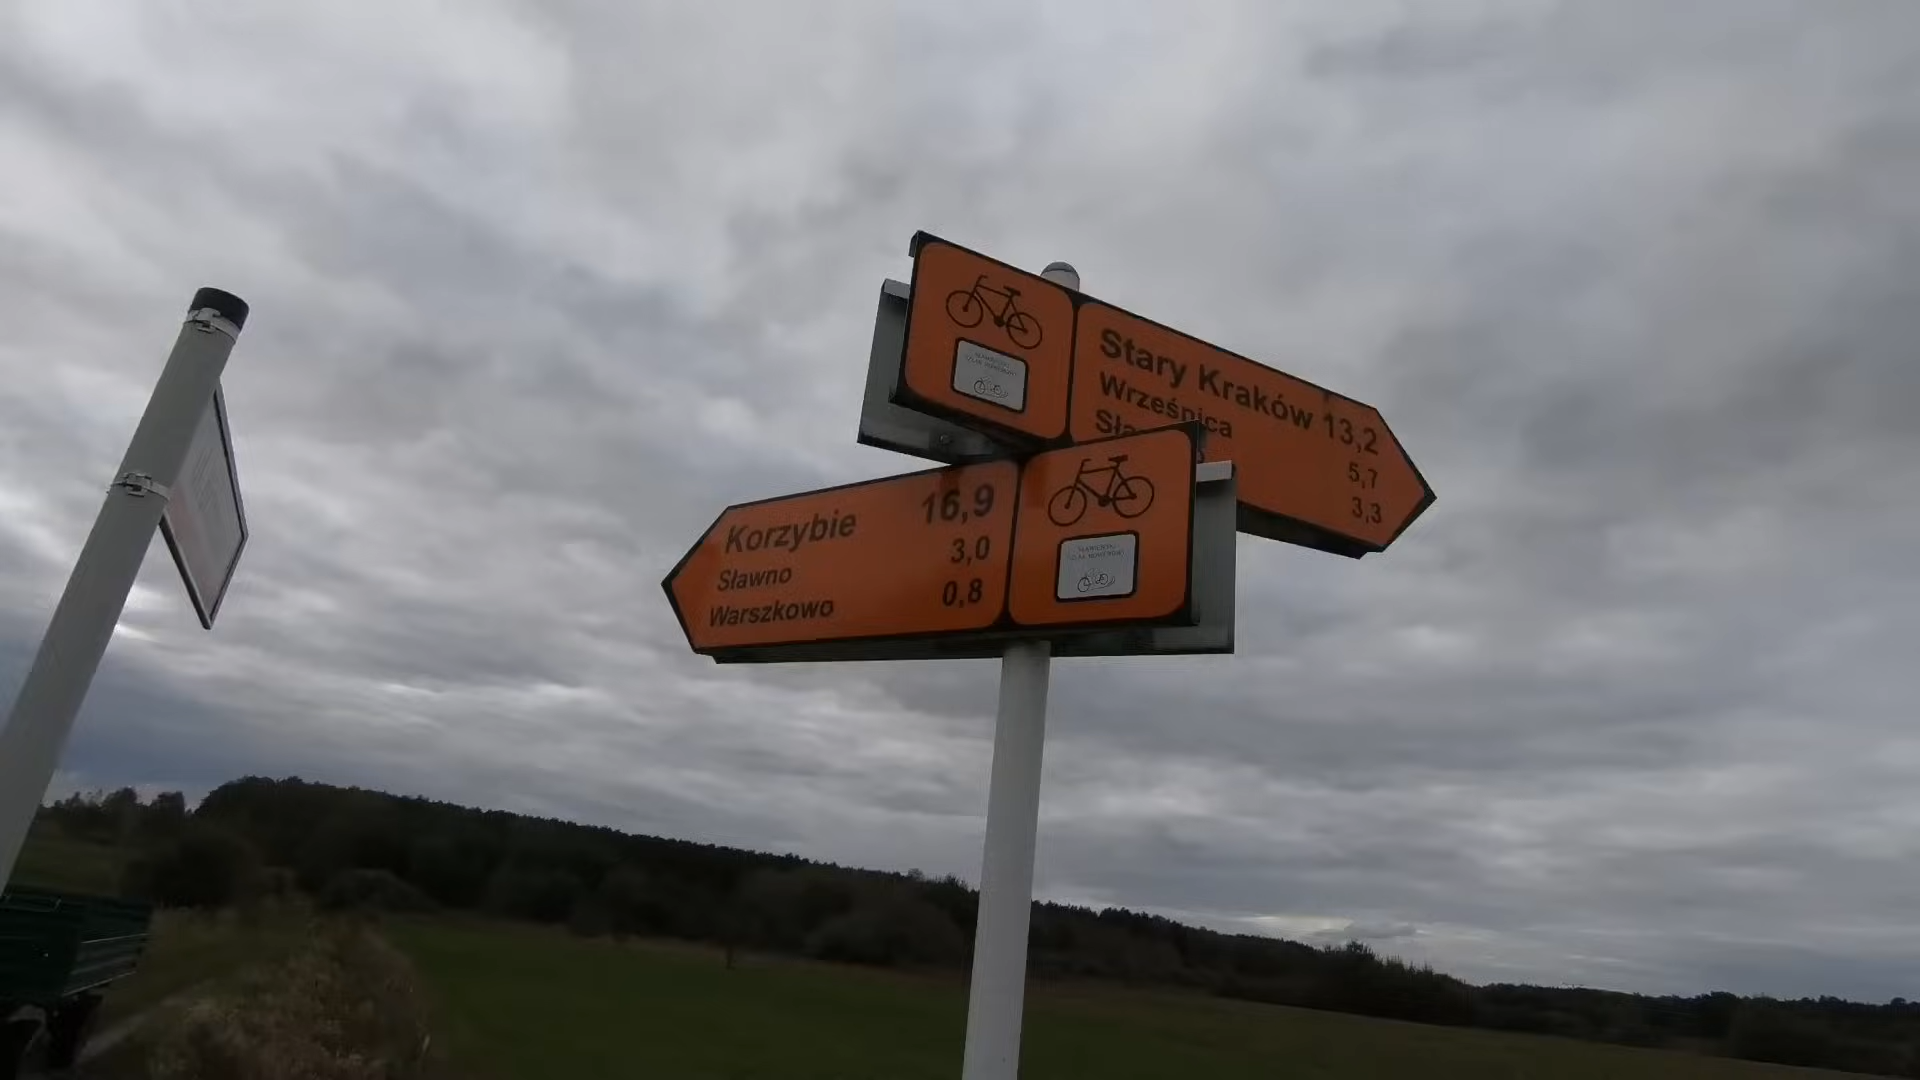 Stary Kraków 13,2
Wrześnica 5,7
3,3
Korzybie 16,9
Sławno 3,0
Warszkowo 0,8